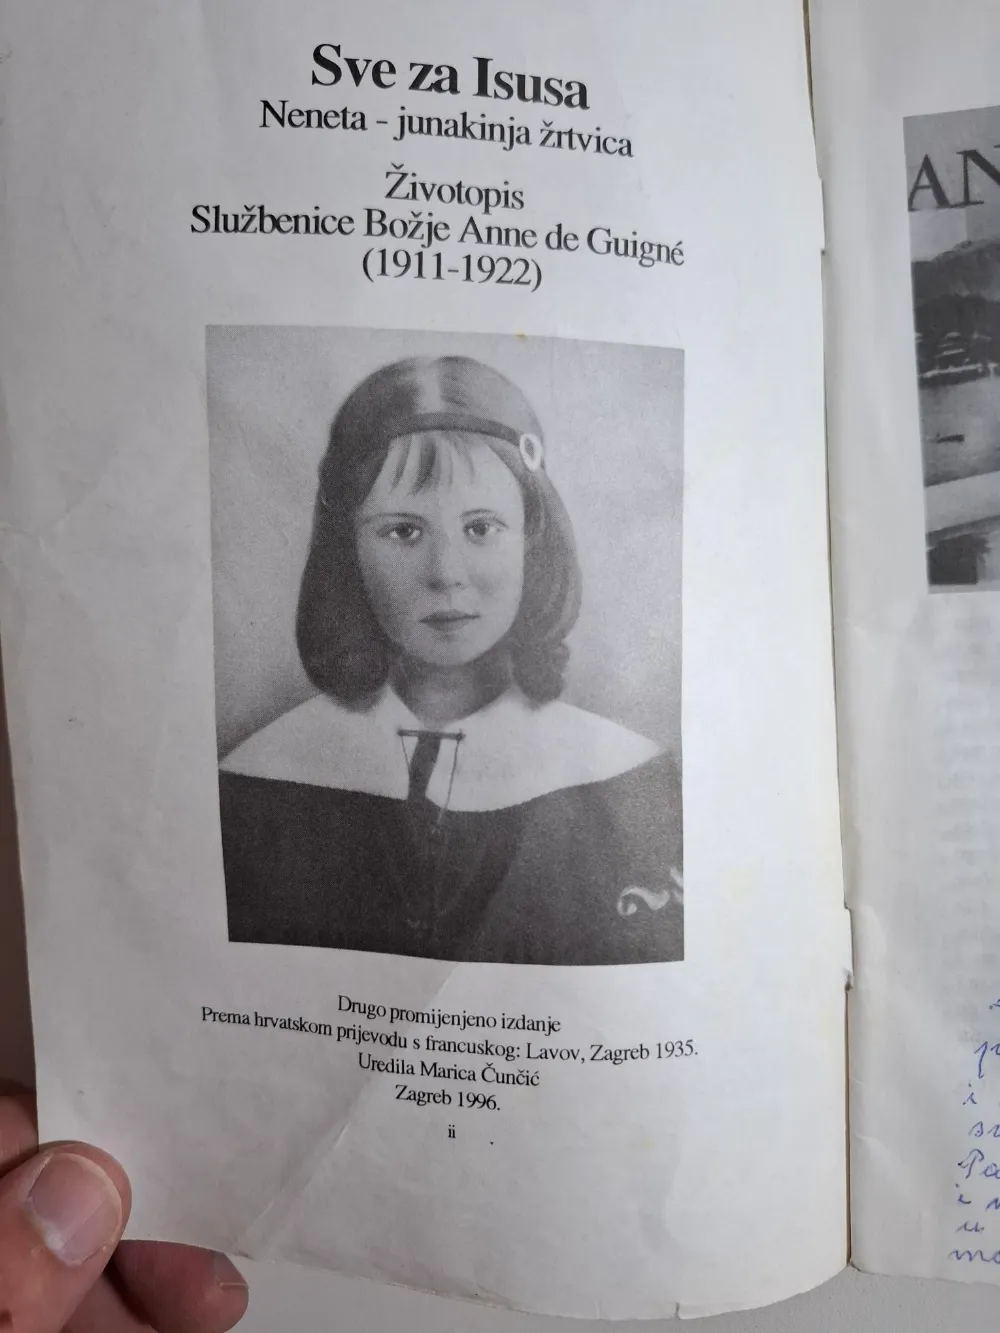 Sve za Isusa
Neneta - junakinja žrtvica
Životopis
Službenice Božje Anne de Guigné
(1911-1922)
Drugo promijenjeno izdanje
Prema hrvatskom prijevodu s francuskog: Lavov, Zagreb 1935.
Uredila Marica Čunčić
Zagreb 1996.
ii
AN
i
i
u